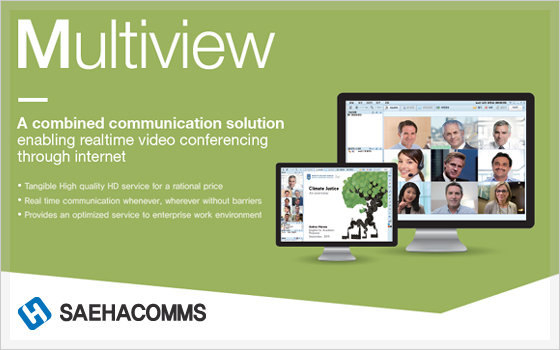 Multiview
A combined communication solution
enabling realtime video conferencing
through internet
• Tangible High quality HD service for a rational price
• Real time communication whenever, wherever without barriers
• Provides an optimized service to enterprise work environment
Climate Justice
SAEHACOMMS